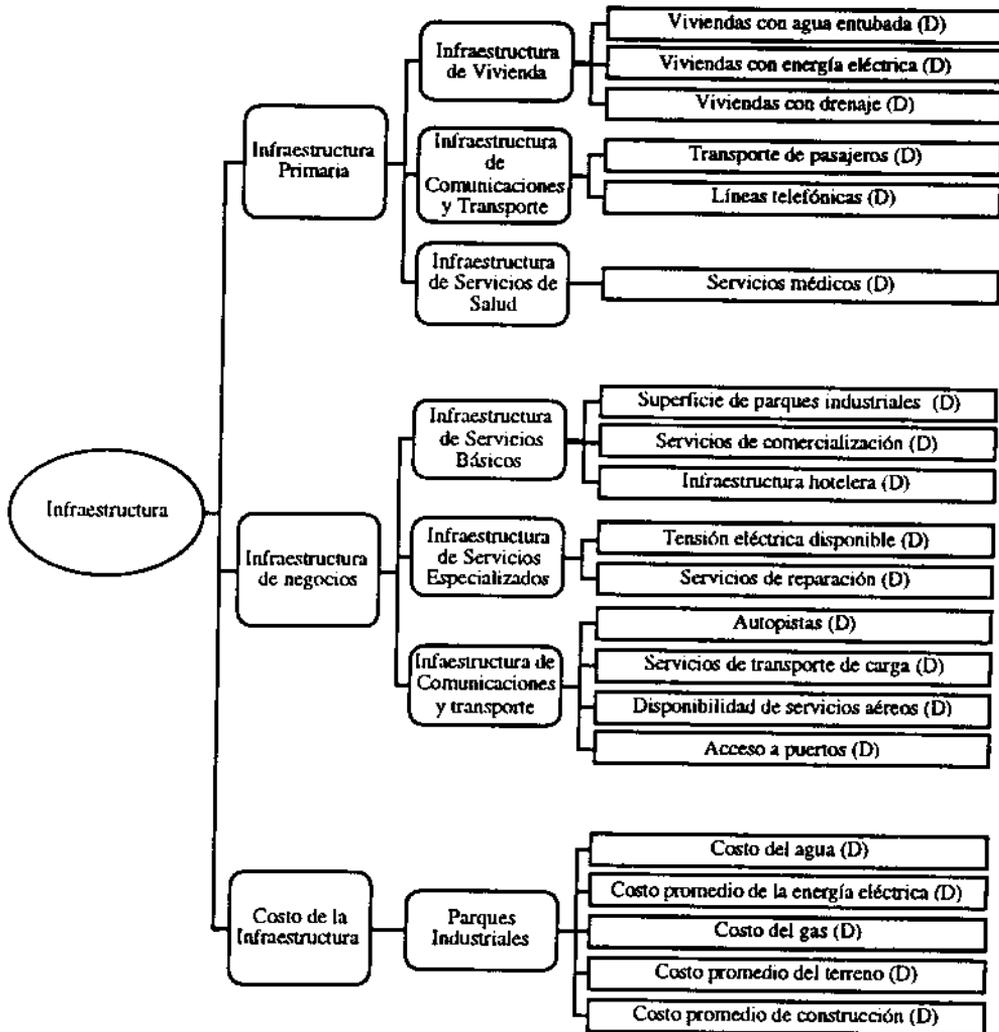 Infraestructura
Infraestructura
Primaria
Infraestructura
de Vivienda
Viviendas con agua entubada (D)
Viviendas con energía eléctrica (D)
Viviendas con drenaje (D)
Infraestructura
de
Comunicaciones
y Transporte
Transporte de pasajeros (D)
Líneas telefónicas (D)
Infraestructura
de Servicios de
Salud
Servicios médicos (D)
Infraestructura
de negocios
Infraestructura
de Servicios
Básicos
Superficie de parques industriales (D)
Servicios de comercialización (D)
Infraestructura hotelera (D)
Infraestructura
de Servicios
Especializados
Tensión eléctrica disponible (D)
Servicios de reparación (D)
Infaestructura de
Comunicaciones
y transporte
Autopistas (D)
Servicios de transporte de carga (D)
Disponibilidad de servicios aéreos (D)
Acceso a puertos (D)
Costo de la
Infraestructura
Parques
Industriales
Costo del agua (D)
Costo promedio de la energía eléctrica (D)
Costo del gas (D)
Costo promedio del terreno (D)
Costo promedio de construcción (D)